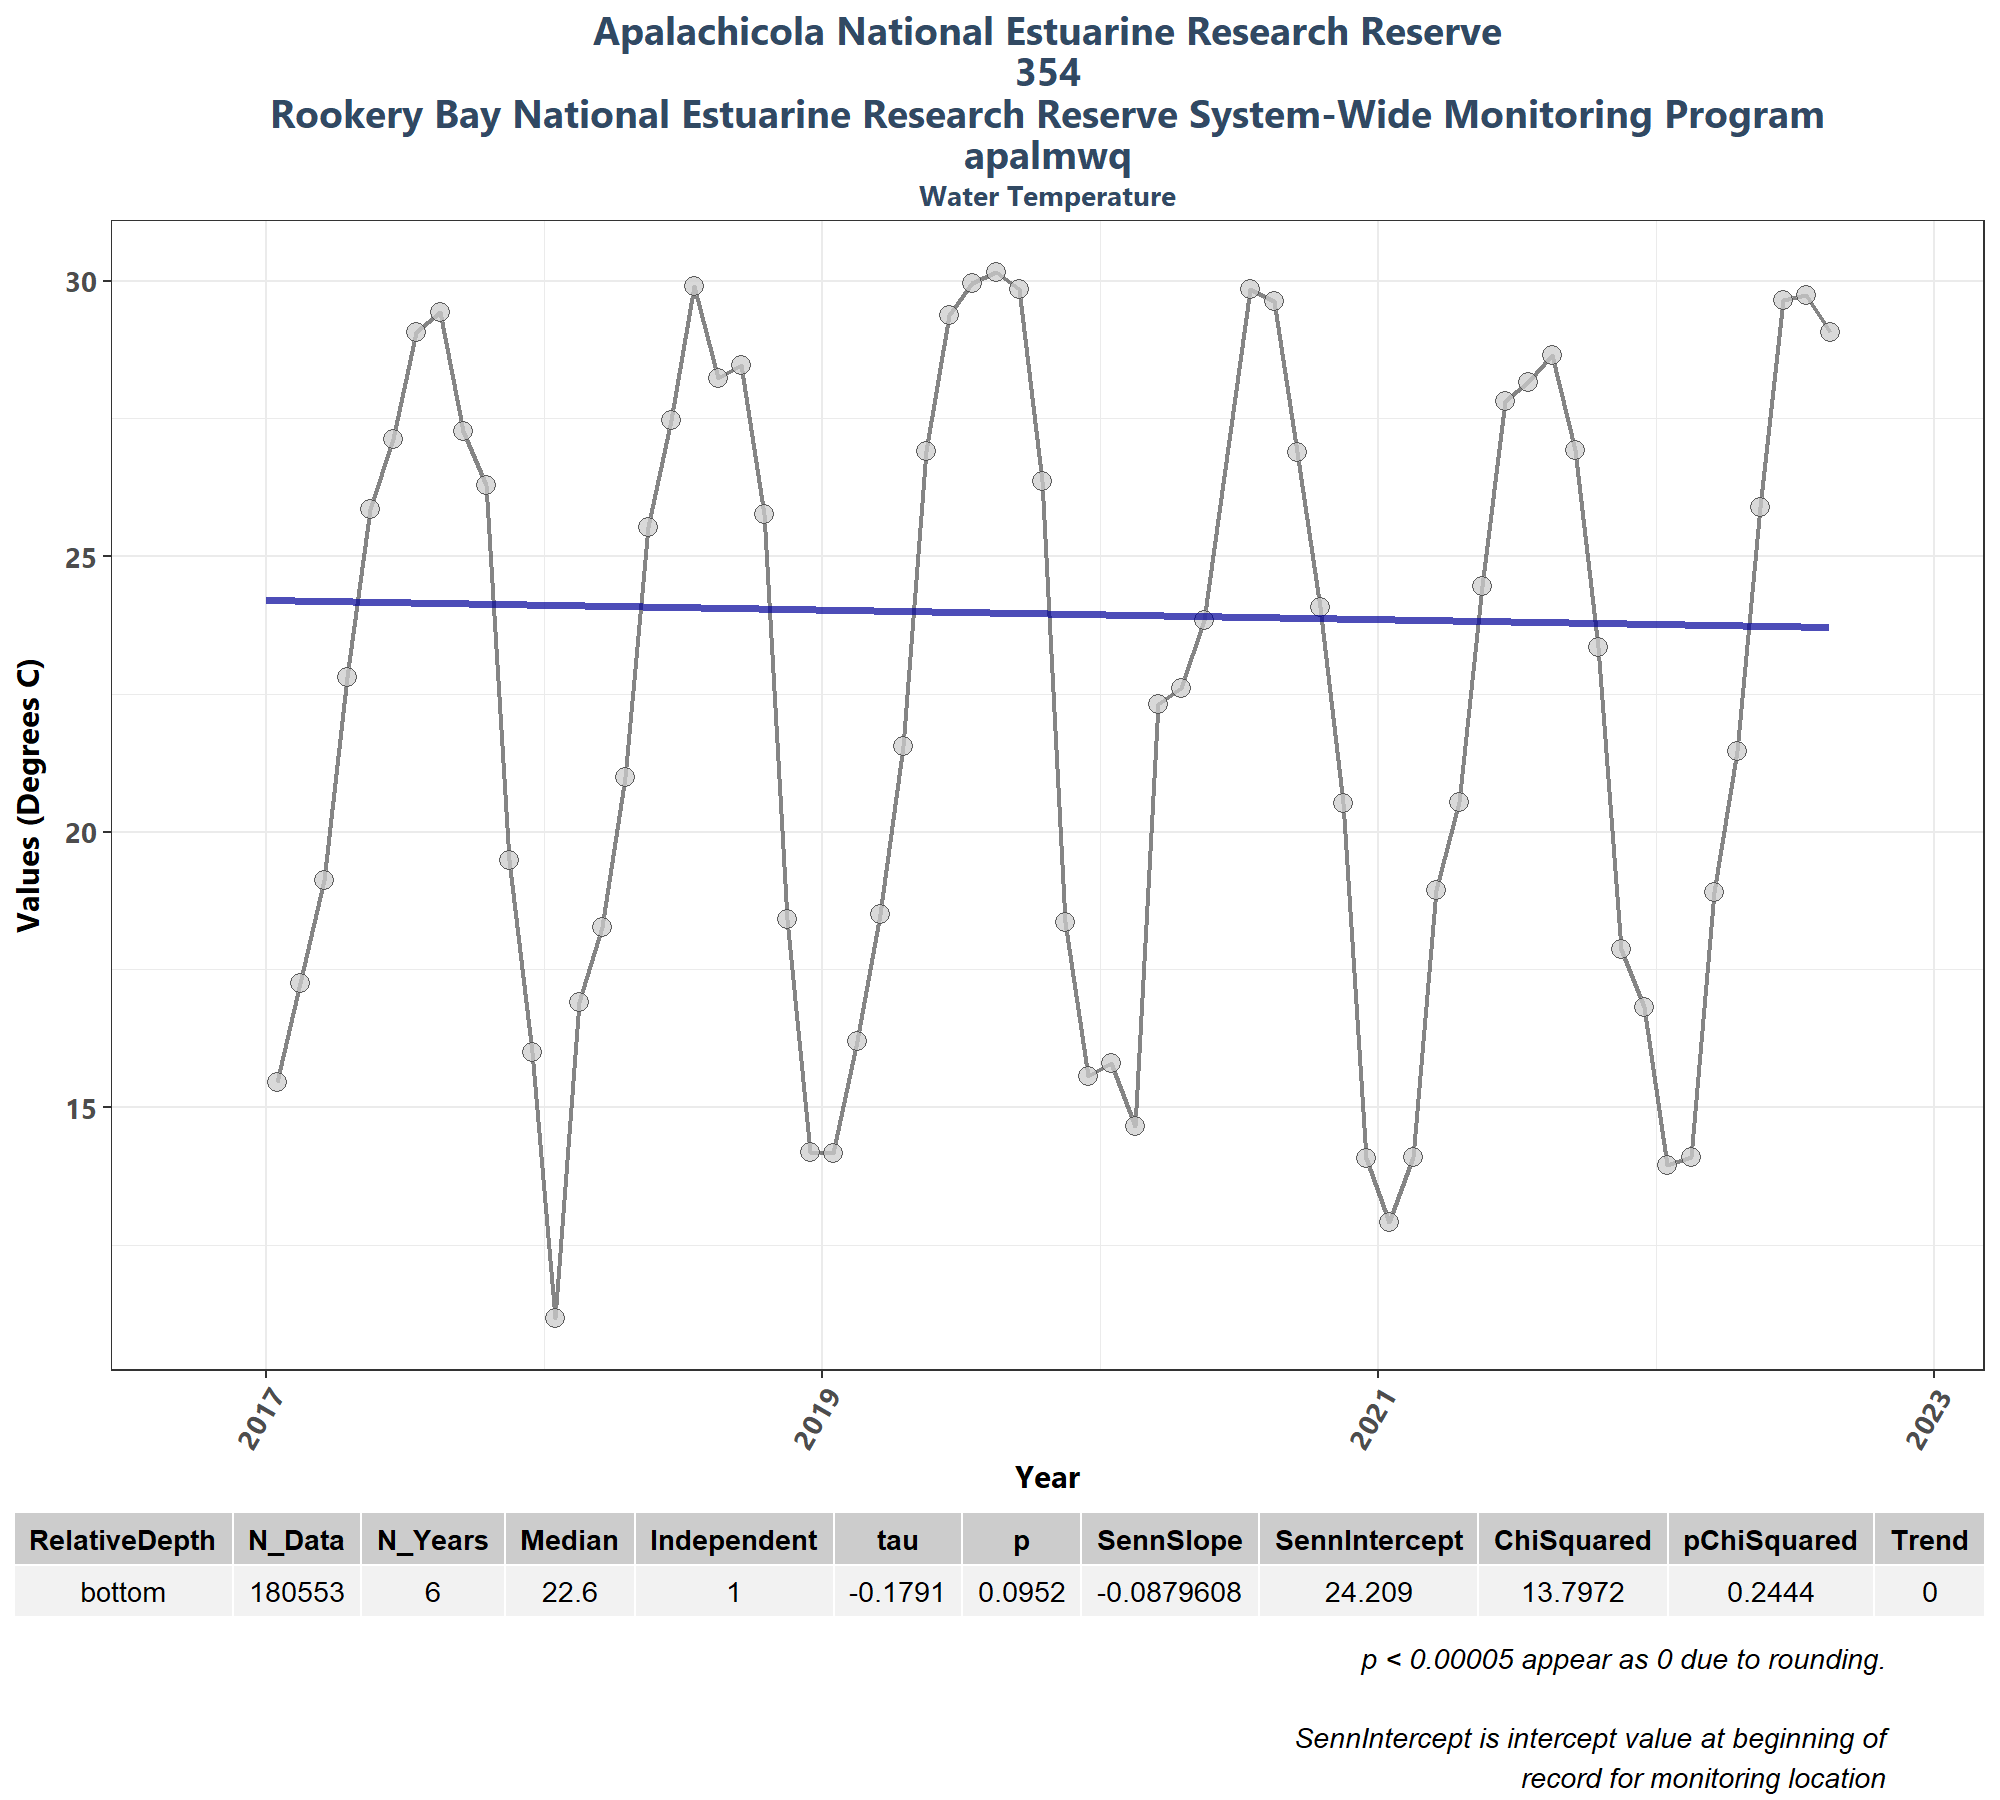 Apalachicola National Estuarine Research Reserve
354
Rookery Bay National Estuarine Research Reserve System-Wide Monitoring Program
apalmwq
Water Temperature
30
25
20
15
Values (Degrees C)
2017
2019
2021
2023
Year
RelativeDepth N_Data N_Years Median Independent tau p SennSlope SennIntercept ChiSquared pChiSquared Trend
bottom 180553 6 22.6 1 -0.1791 0.0952 -0.0879608 24.209 13.7972 0.2444 0
p < 0.00005 appear as 0 due to rounding.
SennIntercept is intercept value at beginning of
record for monitoring location